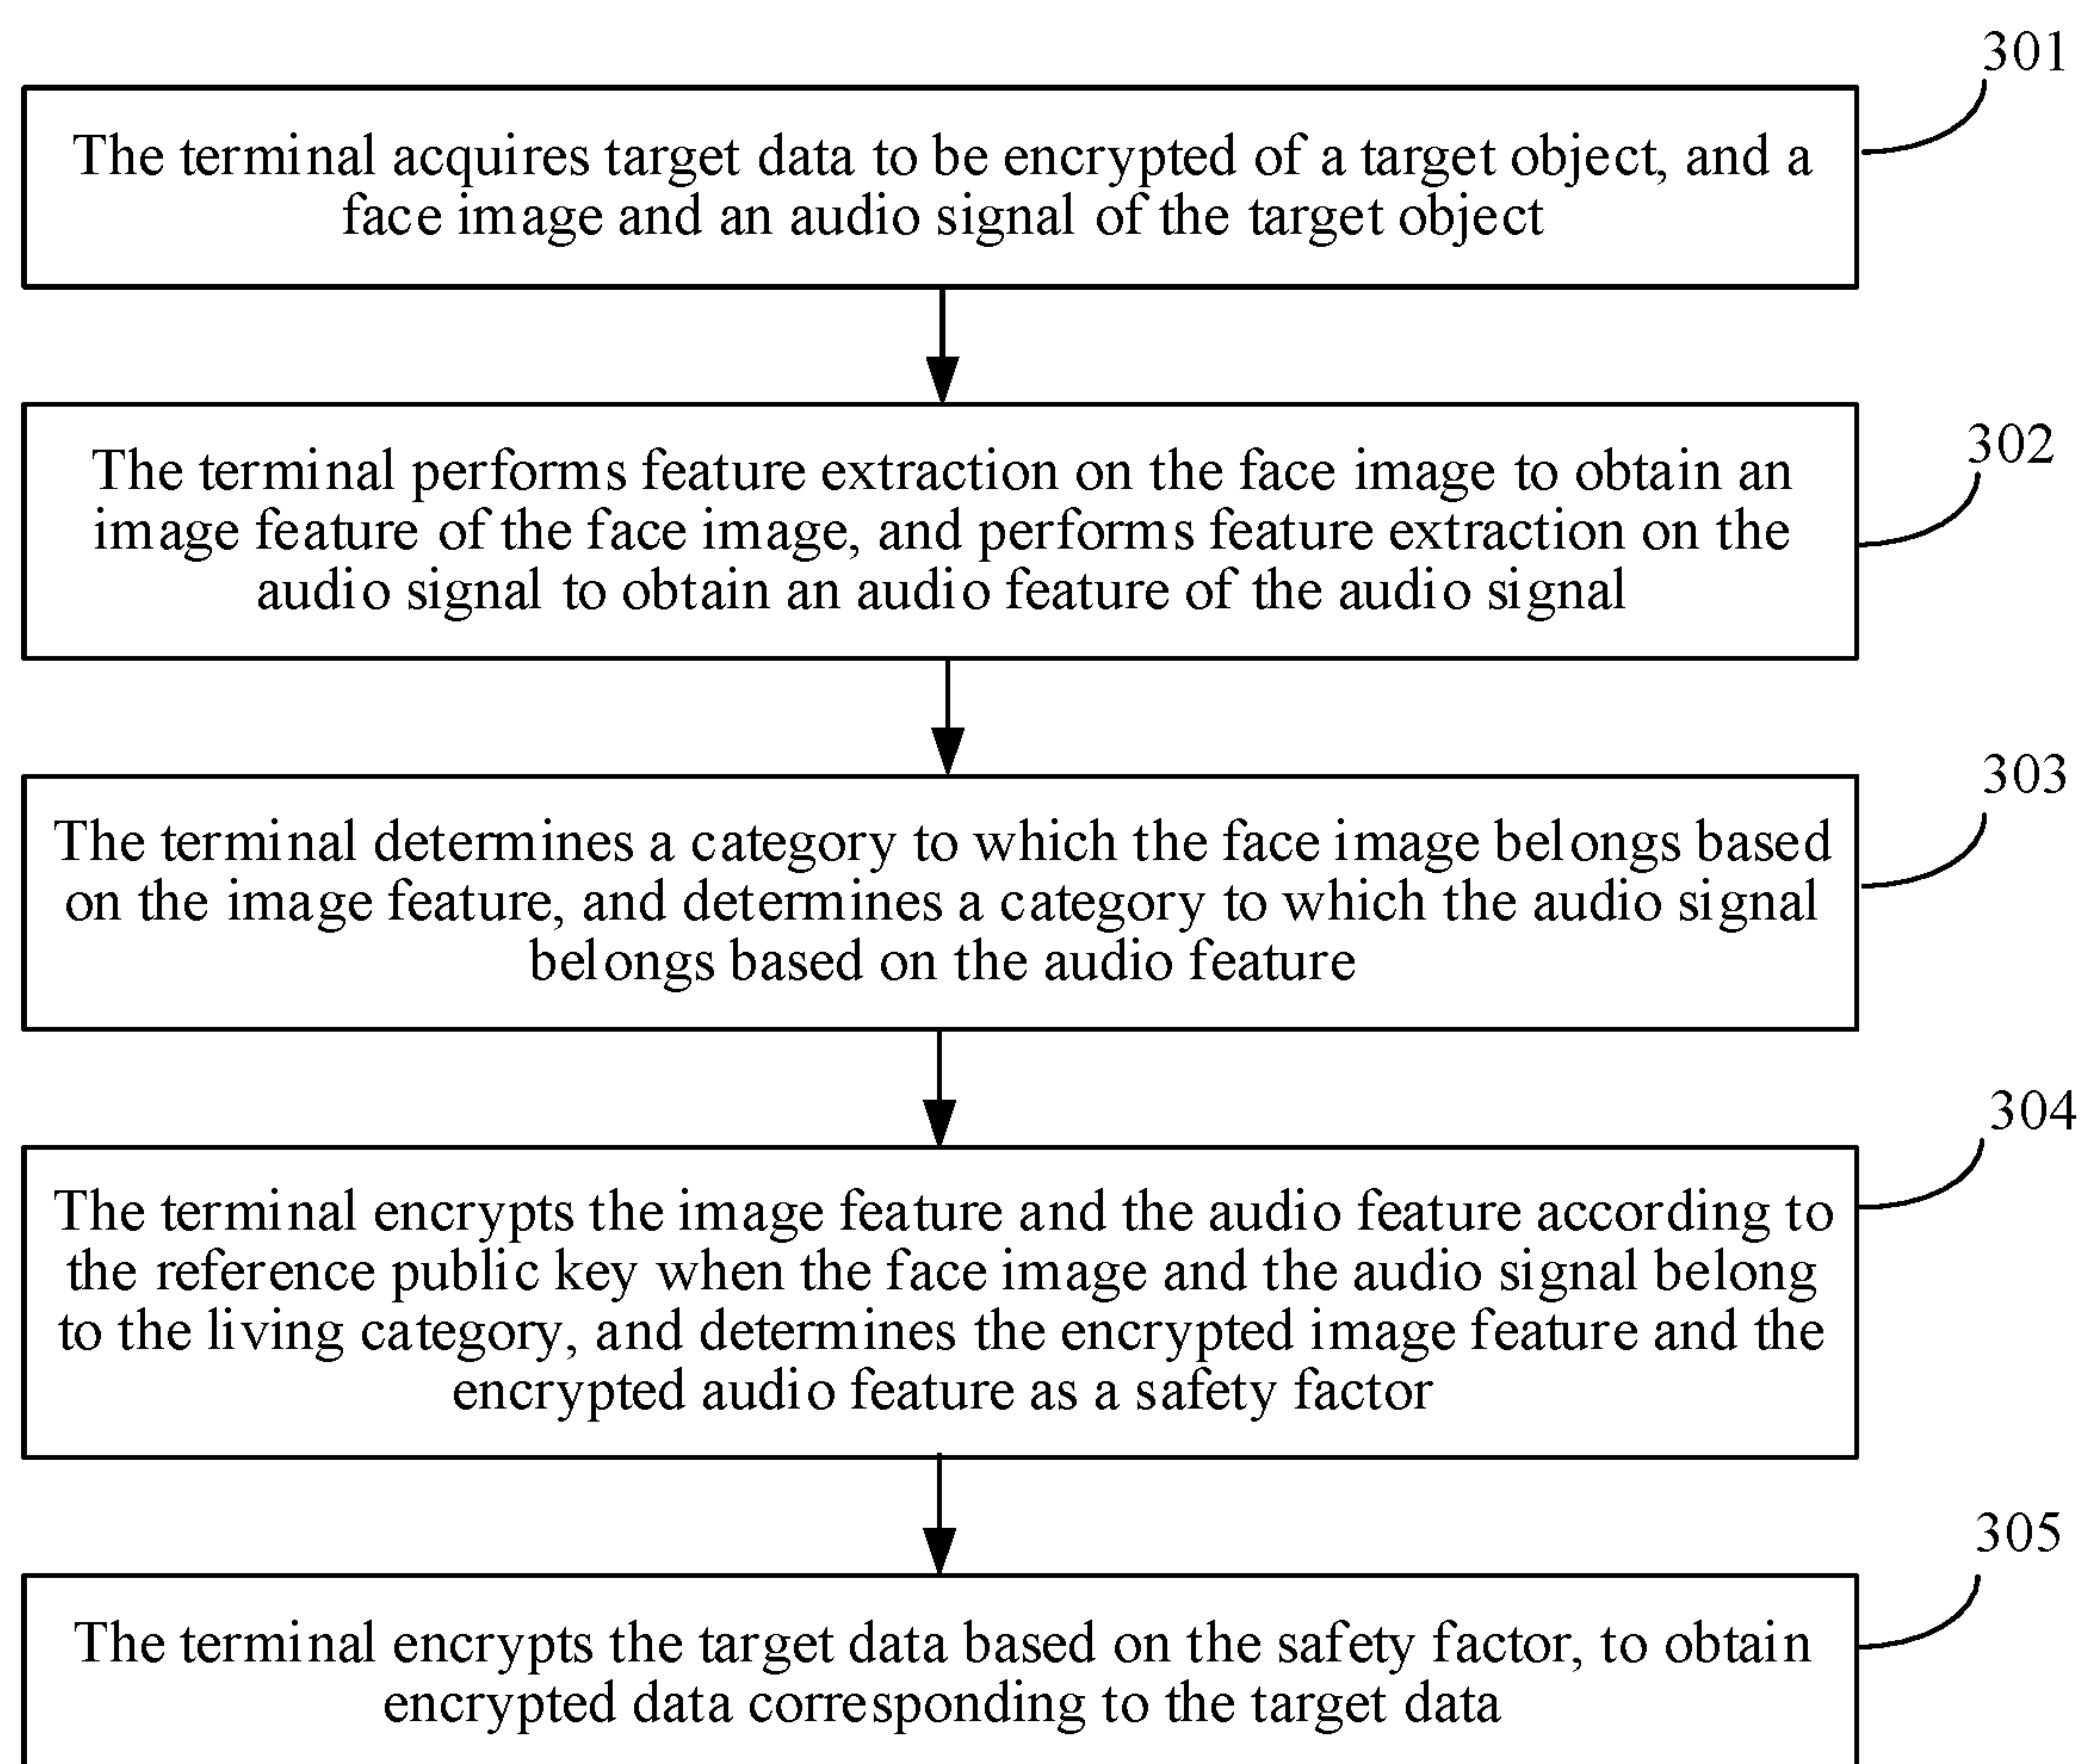 301
The terminal acquires target data to be encrypted of a target object, and a
face image and an audio signal of the target object
302
The terminal performs feature extraction on the face image to obtain an
image feature of the face image, and performs feature extraction on the
audio signal to obtain an audio feature of the audio signal
303
The terminal determines a category to which the face image belongs based
on the image feature, and determines a category to which the audio signal
belongs based on the audio feature
304
The terminal encrypts the image feature and the audio feature according to
the reference public key when the face image and the audio signal belong
to the living category, and determines the encrypted image feature and the
encrypted audio feature as a safety factor
305
The terminal encrypts the target data based on the safety factor, to obtain
encrypted data corresponding to the target data